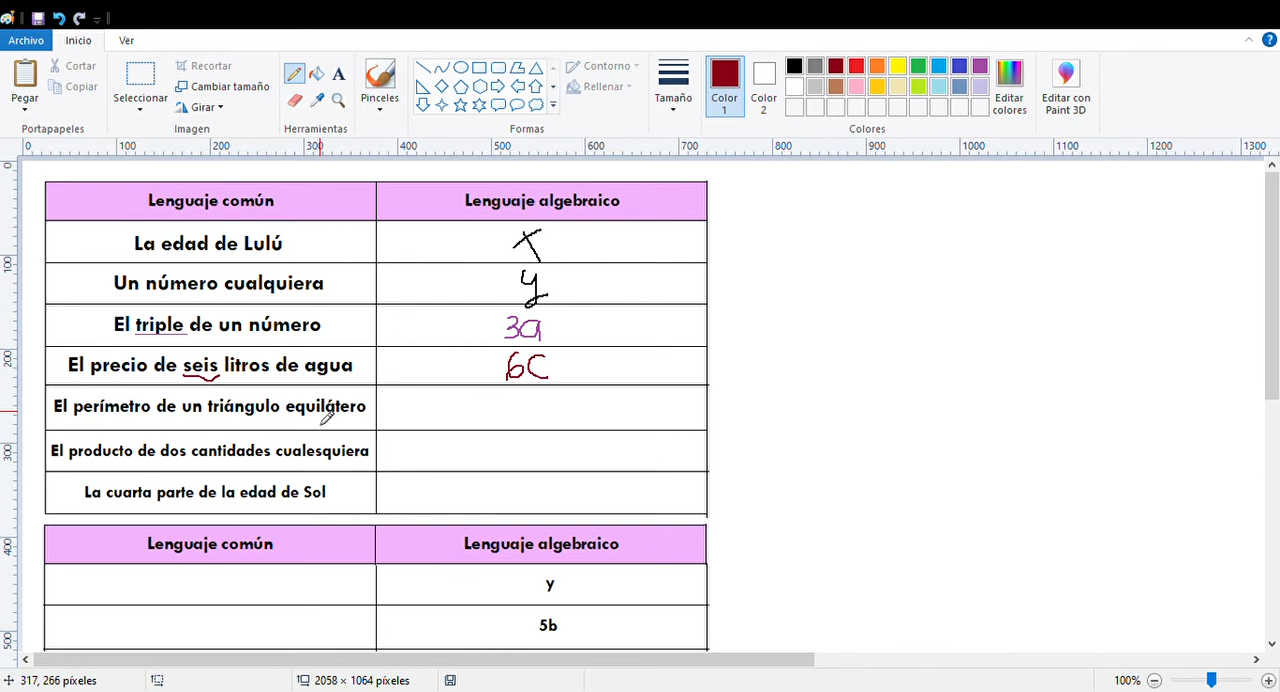 Archivo Inicio Ver
Pegar
Cortar
Copiar
Portapapeles
Seleccionar
Recortar
Cambiar tamaño
Girar
Imagen
A
Herramientas
Pinceles
Contorno
Rellenar
Formas
Tamaño
Color 1
Color 2
Editar colores
Colores
Editar con Paint 3D
0 100 200 300 400 500 600 700 800 900 1000 1100 1200 1300
0
100
200
300
400
500
Lenguaje común Lenguaje algebraico
La edad de Lulú x
Un número cualquiera y
El triple de un número 3a
El precio de seis litros de agua 6C
El perímetro de un triángulo equilátero
El producto de dos cantidades cualesquiera
La cuarta parte de la edad de Sol
Lenguaje común Lenguaje algebraico
y
5b
317, 266 píxeles 2058 × 1064 píxeles 100%